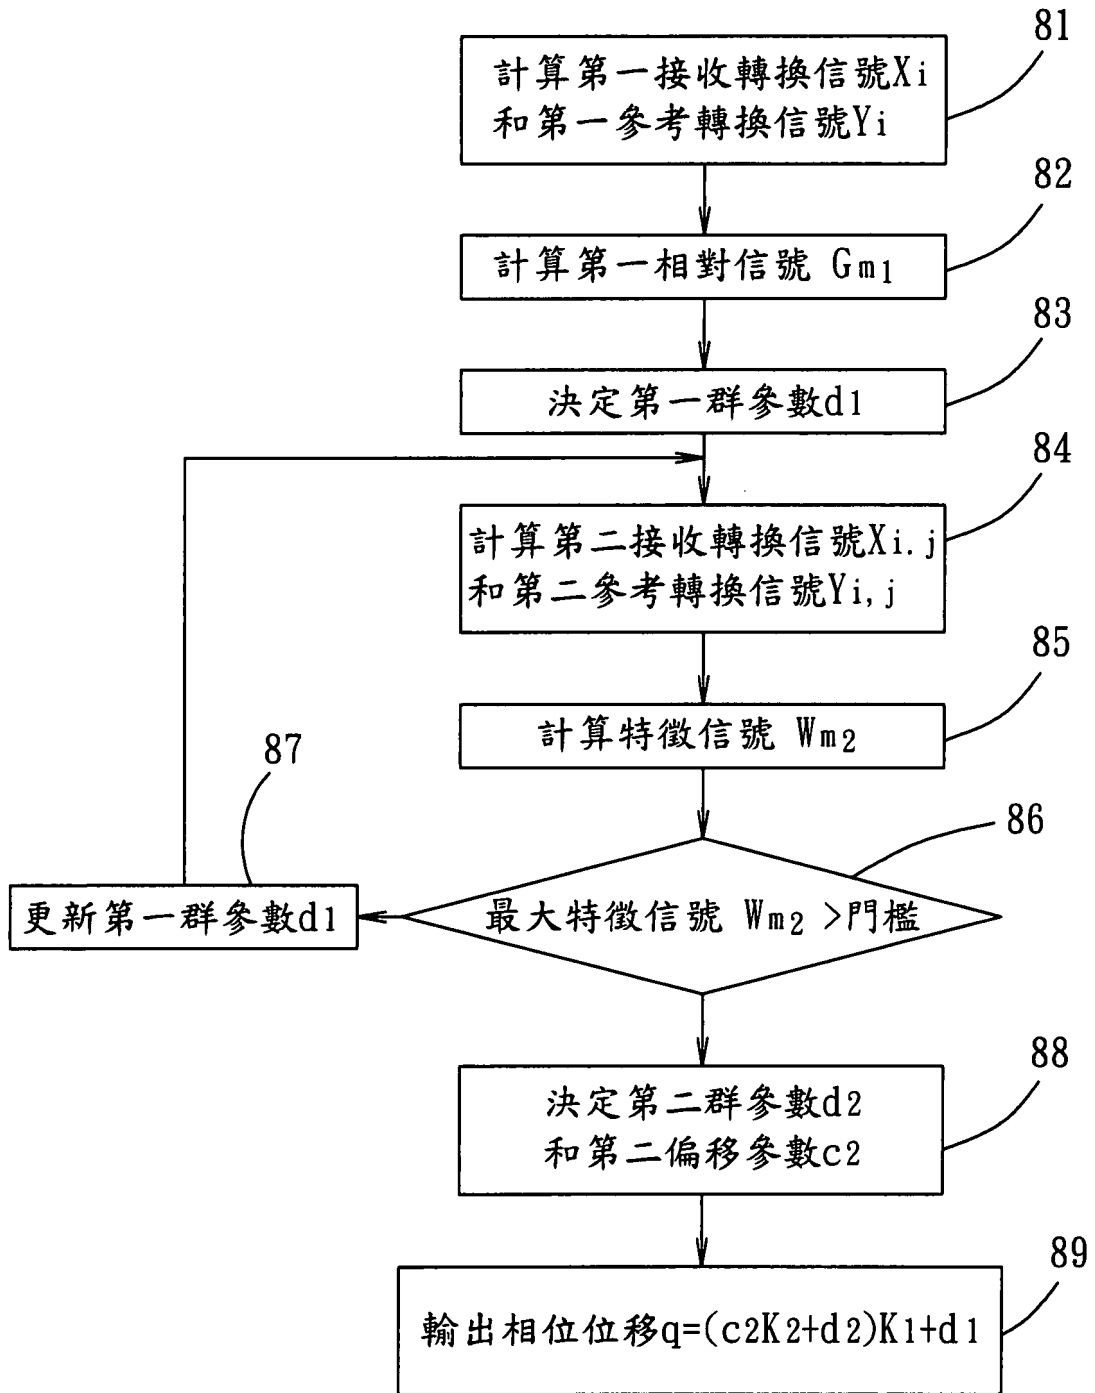 81
計算第一接收轉換信號Xi
和第一參考轉換信號Yi
82
計算第一相對信號 Gm1
83
決定第一群參數d1
84
計算第二接收轉換信號Xi.j
和第二參考轉換信號Yi,j
85
計算特徵信號 Wm2
86
最大特徵信號 Wm2 >門檻
87
更新第一群參數d1
88
決定第二群參數d2
和第二偏移參數c2
89
輸出相位位移q=(c2K2+d2)K1+d1